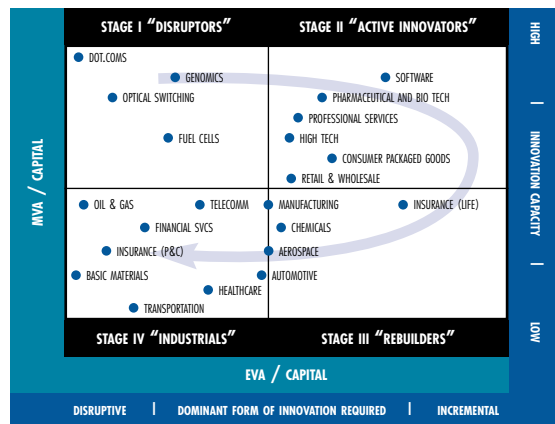 STAGE I “DISRUPTORS”
STAGE II “ACTIVE INNOVATORS”
DOT.COMS
GENOMICS
SOFTWARE
OPTICAL SWITCHING
PHARMACEUTICAL AND BIO TECH
PROFESSIONAL SERVICES
FUEL CELLS
HIGH TECH
CONSUMER PACKAGED GOODS
RETAIL & WHOLESALE
OIL & GAS
TELECOMM
MANUFACTURING
INSURANCE (LIFE)
FINANCIAL SVCS
CHEMICALS
INSURANCE (P&C)
AEROSPACE
BASIC MATERIALS
AUTOMOTIVE
HEALTHCARE
TRANSPORTATION
STAGE IV “INDUSTRIALS”
STAGE III “REBUILDERS”
MVA / CAPITAL
EVA / CAPITAL
HIGH | INNOVATION CAPACITY | LOW
DISRUPTIVE | DOMINANT FORM OF INNOVATION REQUIRED | INCREMENTAL